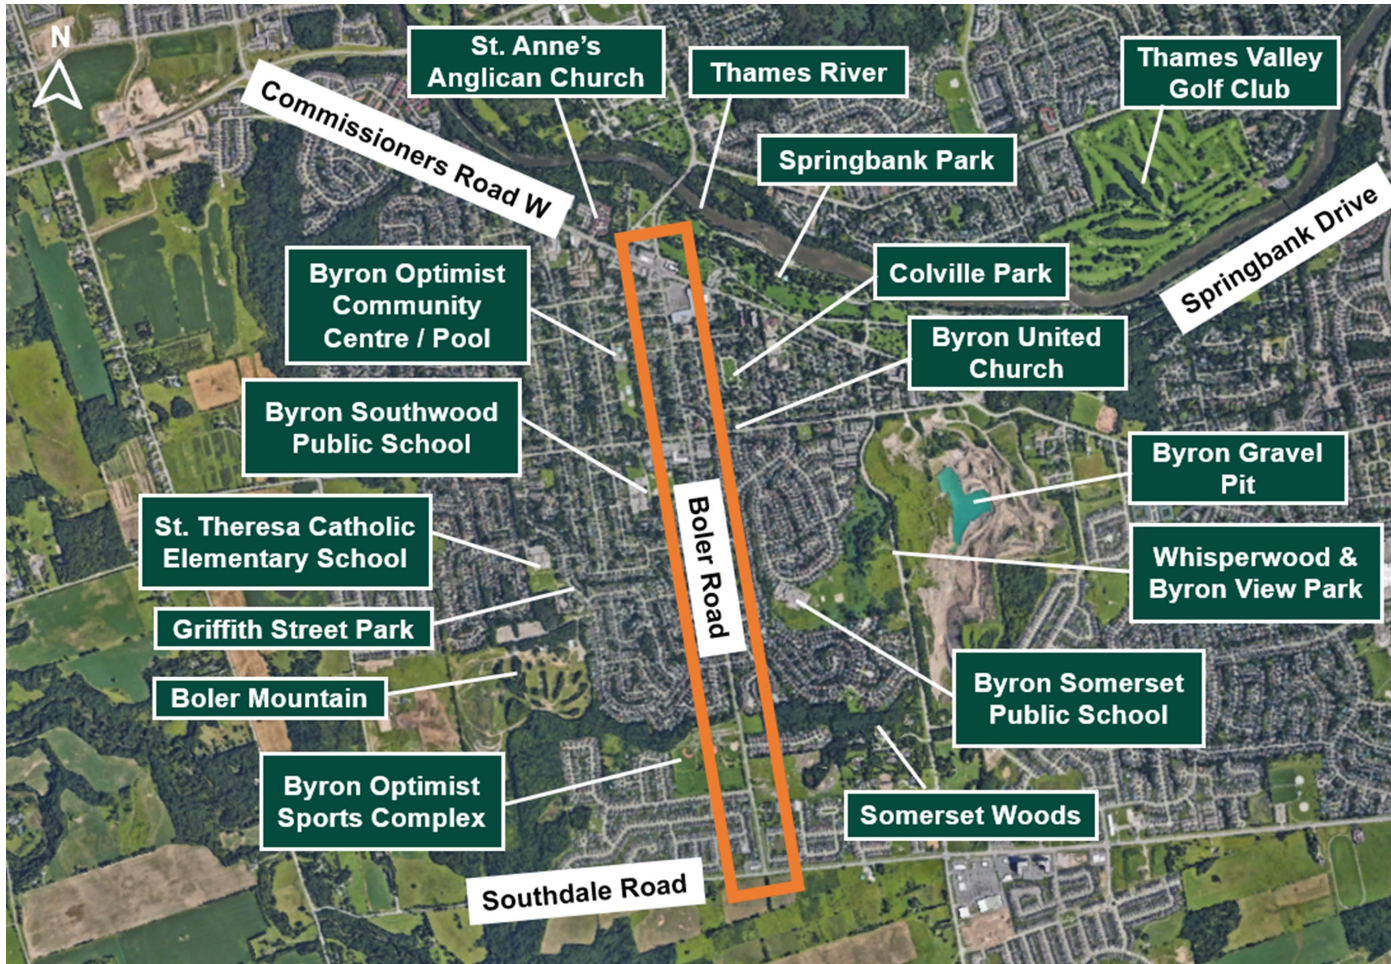 N
St. Anne's
Anglican Church
Thames River
Thames Valley
Golf Club
Commissioners Road W
Springbank Park
Springbank Drive
Byron Optimist
Community
Centre / Pool
Colville Park
Byron United
Church
Byron Southwood
Public School
Byron Gravel
Pit
St. Theresa Catholic
Elementary School
Boler Road
Whisperwood &
Byron View Park
Griffith Street Park
Boler Mountain
Byron Somerset
Public School
Byron Optimist
Sports Complex
Somerset Woods
Southdale Road